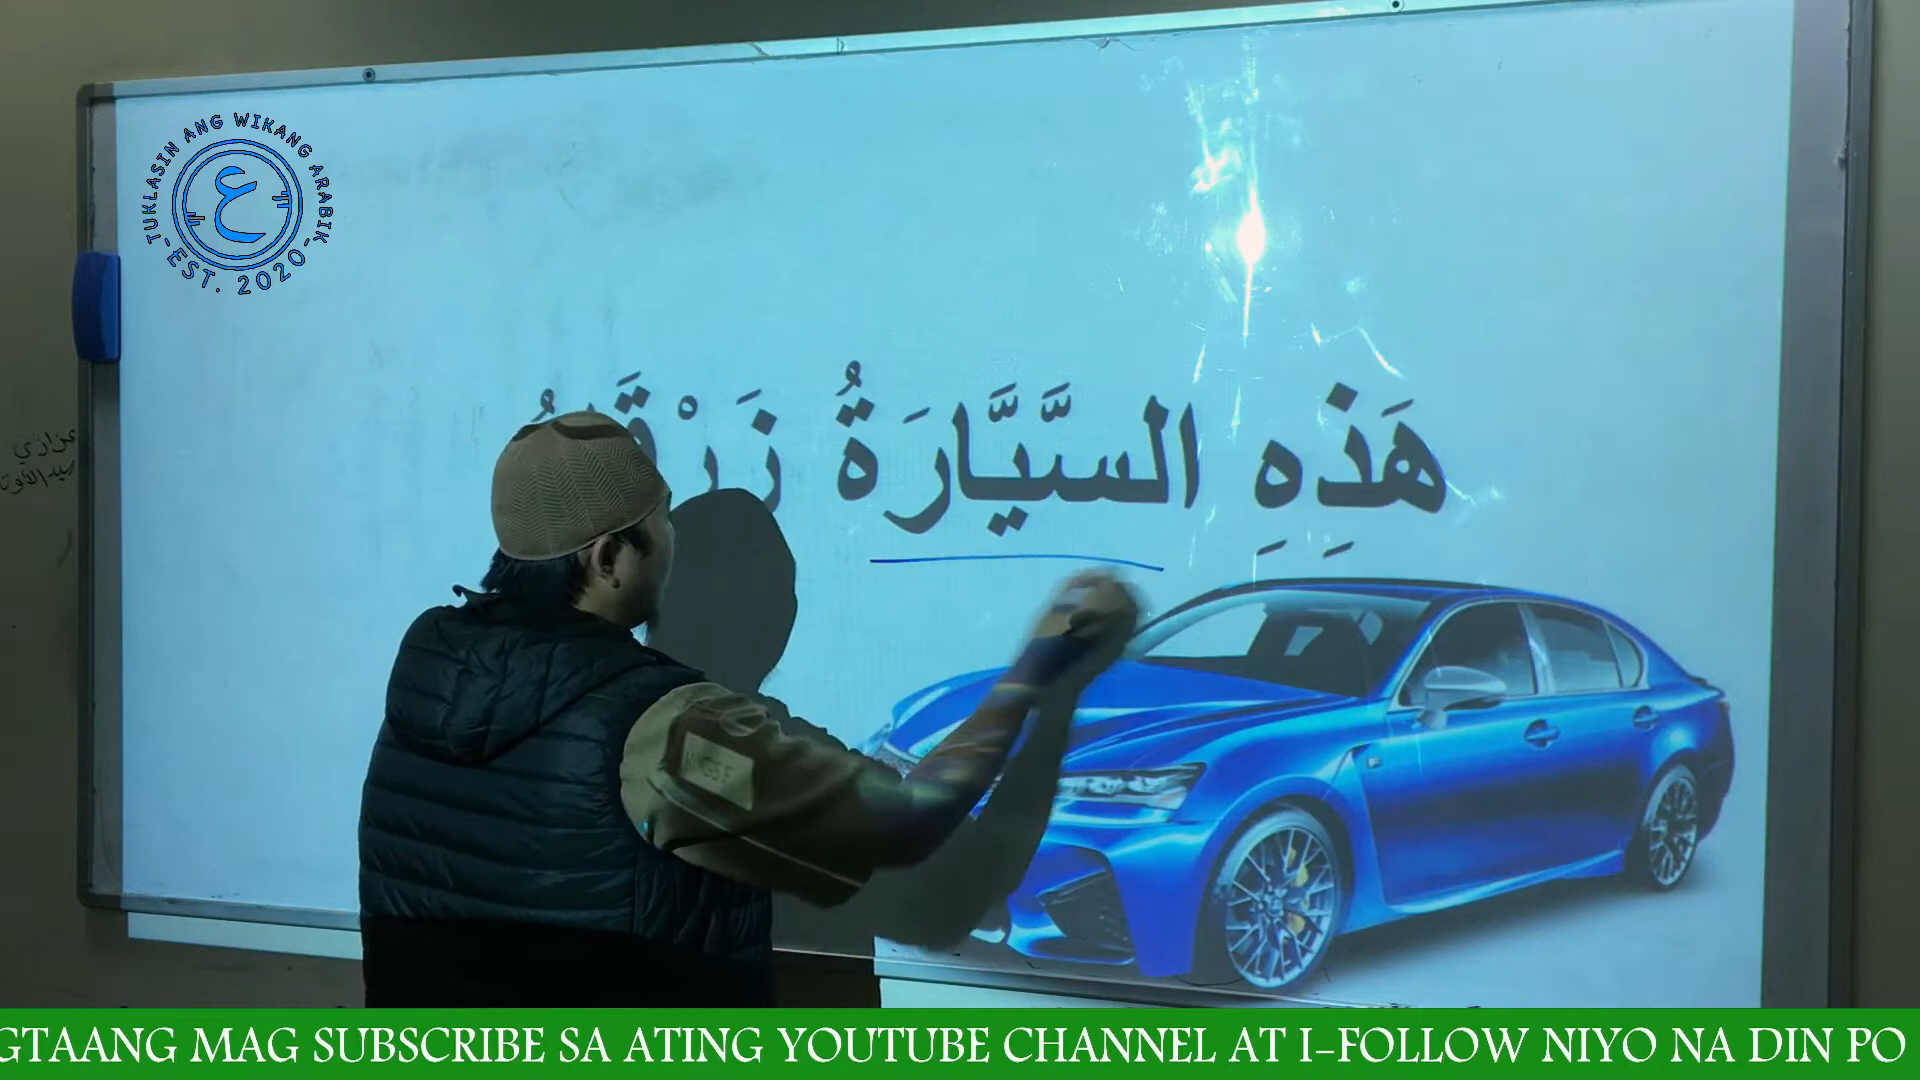 TUKLASIN ANG WIKANG ARABIK
-EST. 2020-
هَذِهِ السَّيَّارَةُ
GTAANG MAG SUBSCRIBE SA ATING YOUTUBE CHANNEL AT I-FOLLOW NIYO NA DIN PO